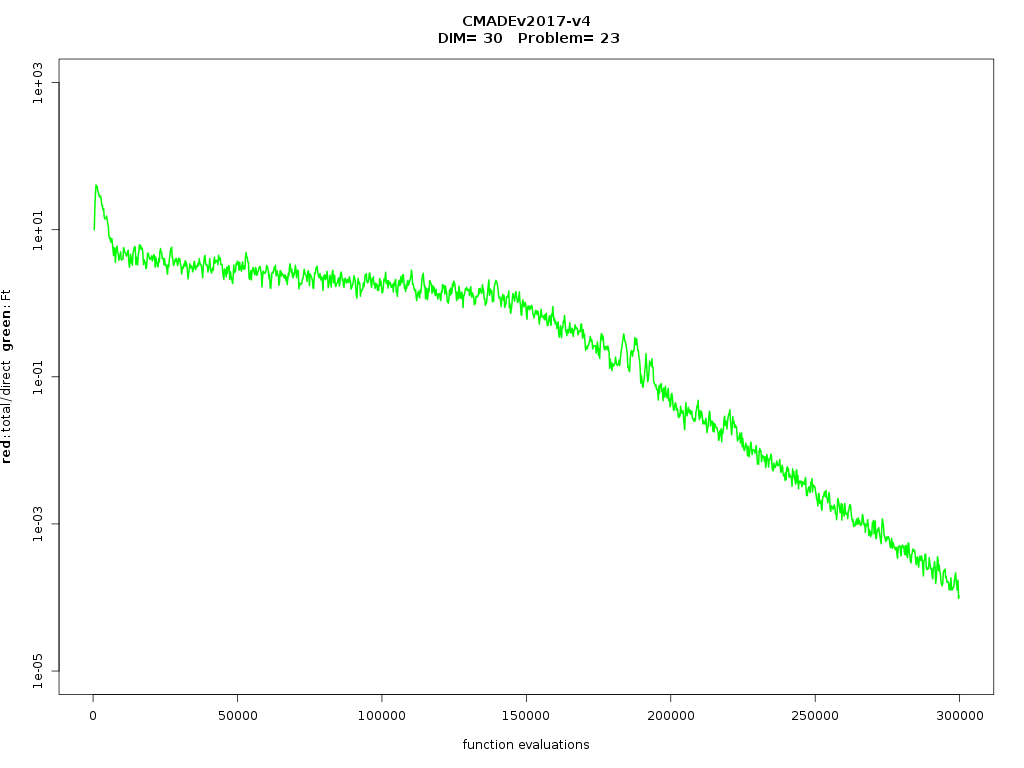 CMADEv2017-v4
DIM= 30 Problem= 23
1e+03
1e+01
1e-01
1e-03
1e-05
red: total/direct green: Ft
0 50000 100000 150000 200000 250000 300000
function evaluations